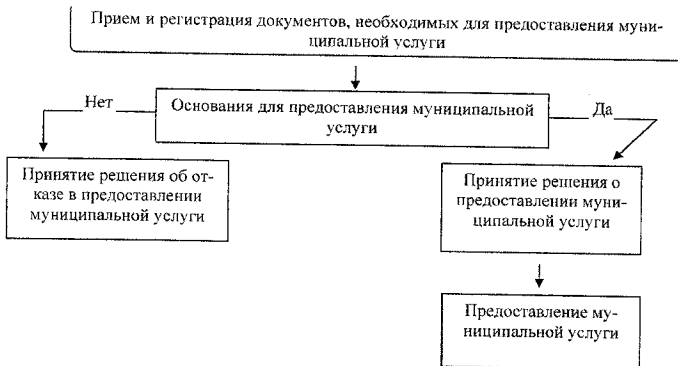 Прием и регистрация документов, необходимых для предоставления муни-
ципальной услуги
Нет
Основания для предоставления муниципальной
услуги
Да
Принятие решения об от-
казе в предоставлении
муниципальной услуги
Принятие решения о
предоставлении муни-
ципальной услуги
Предоставление му-
ниципальной услуги